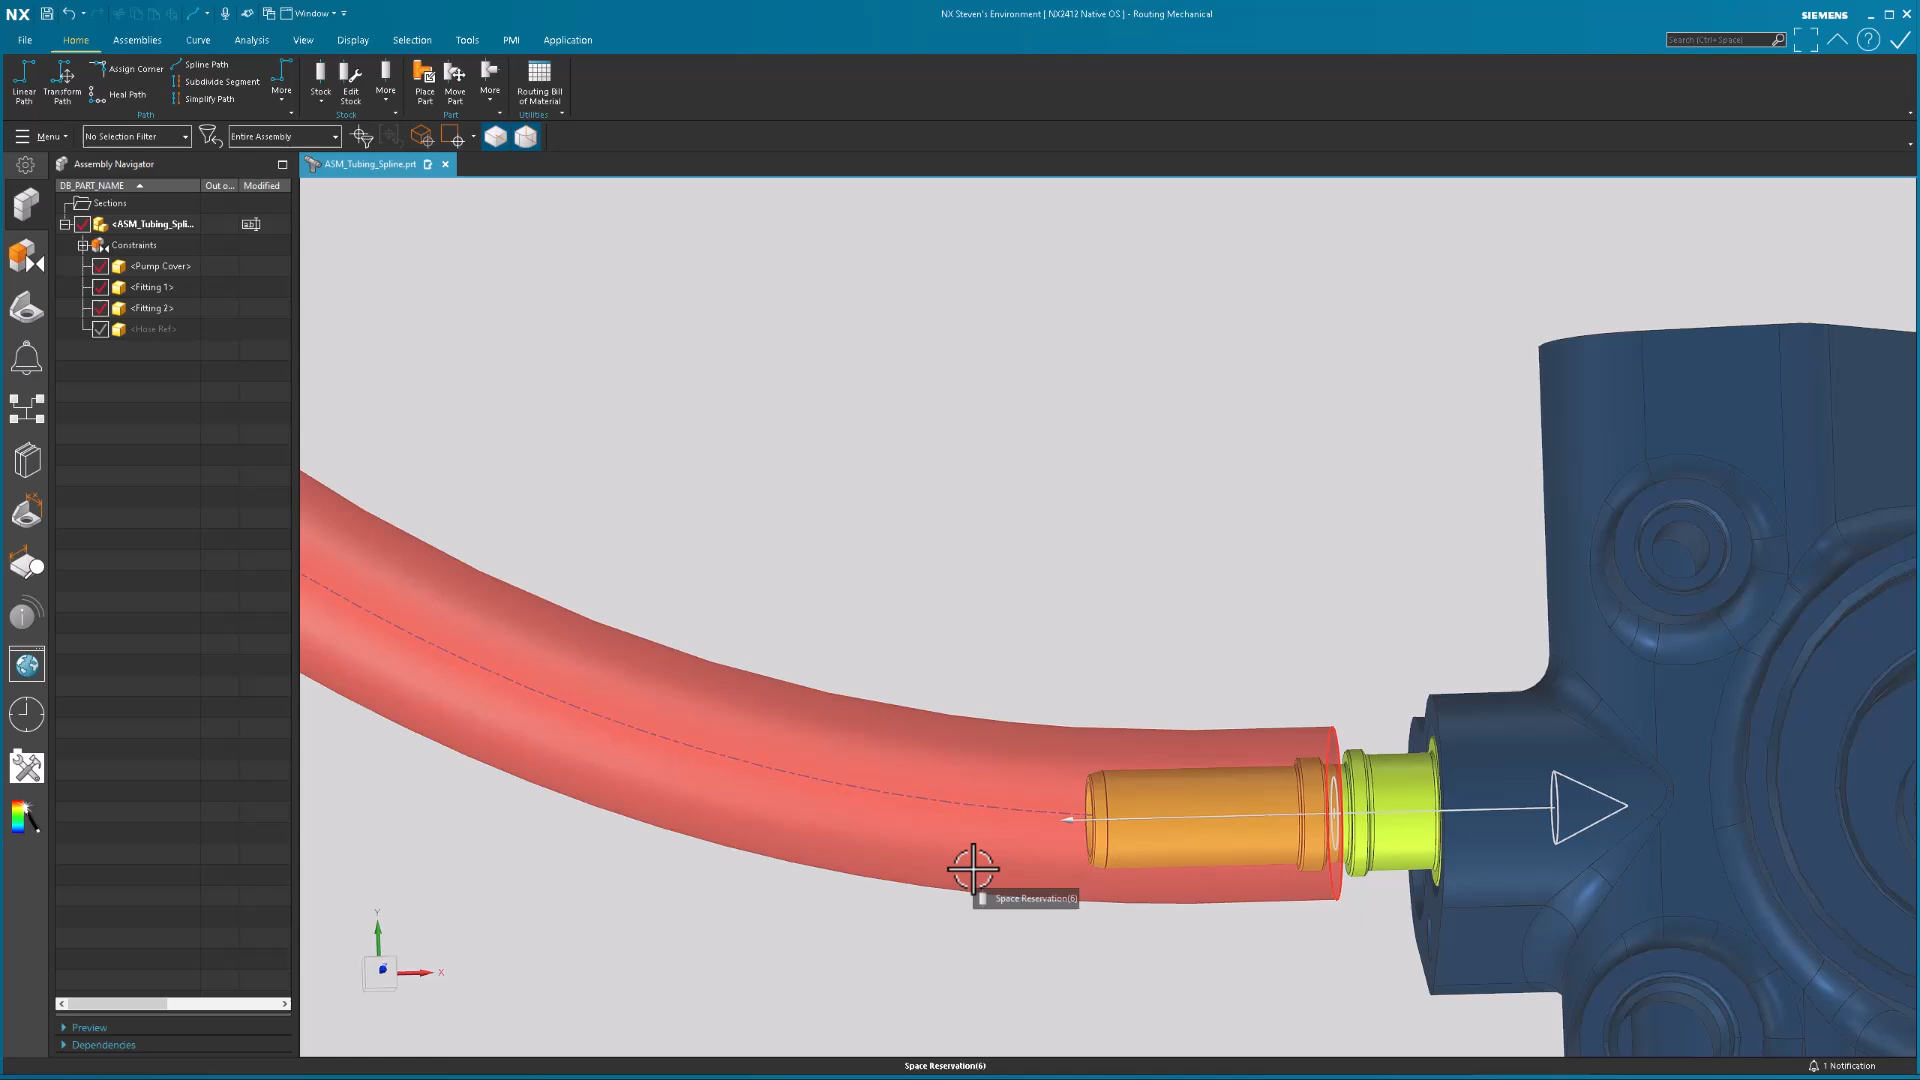 NX
Window
NX Steven's Environment [ NX2412 Native OS ] - Routing Mechanical
SIEMENS
File
Home
Assemblies
Curve
Analysis
View
Display
Selection
Tools
PMI
Application
Search (Ctrl+Space)
Linear Path
Transform Path
Assign Corner
Heal Path
Spline Path
Subdivide Segment
Simplify Path
More
Path
Stock
Edit Stock
More
Stock
Place Part
Move Part
More
Part
Routing Bill of Material
Utilities
Menu
No Selection Filter
Entire Assembly
Assembly Navigator
ASM_Tubing_Spline.prt
DB_PART_NAME
Out o...
Modified
Sections
<ASM_Tubing_Spli...
Constraints
<Pump Cover>
<Fitting 1>
<Fitting 2>
<Hose Ref>
Space Reservation(6)
Y
X
Preview
Dependencies
Space Reservation(6)
1 Notification